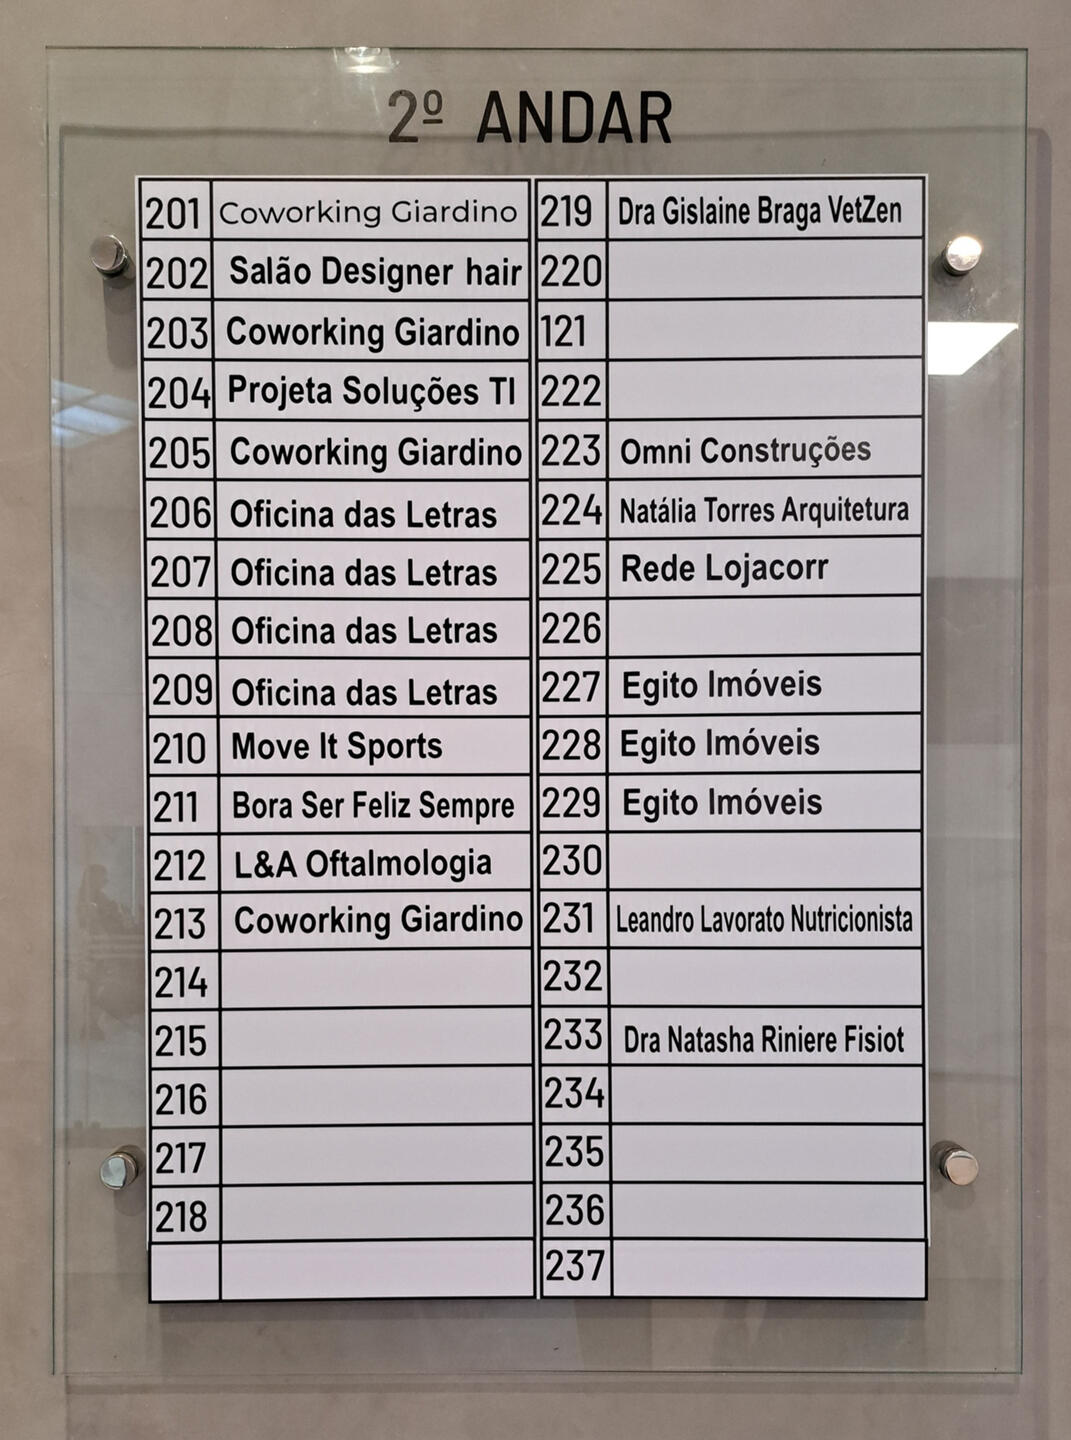 2º ANDAR
201 Coworking Giardino
202 Salão Designer hair
203 Coworking Giardino
204 Projeta Soluções TI
205 Coworking Giardino
206 Oficina das Letras
207 Oficina das Letras
208 Oficina das Letras
209 Oficina das Letras
210 Move It Sports
211 Bora Ser Feliz Sempre
212 L&A Oftalmologia
213 Coworking Giardino
214
215
216
217
218
219 Dra Gislaine Braga VetZen
220
121
222
223 Omni Construções
224 Natália Torres Arquitetura
225 Rede Lojacorr
226
227 Egito Imóveis
228 Egito Imóveis
229 Egito Imóveis
230
231 Leandro Lavorato Nutricionista
232
233 Dra Natasha Riniere Fisiot
234
235
236
237